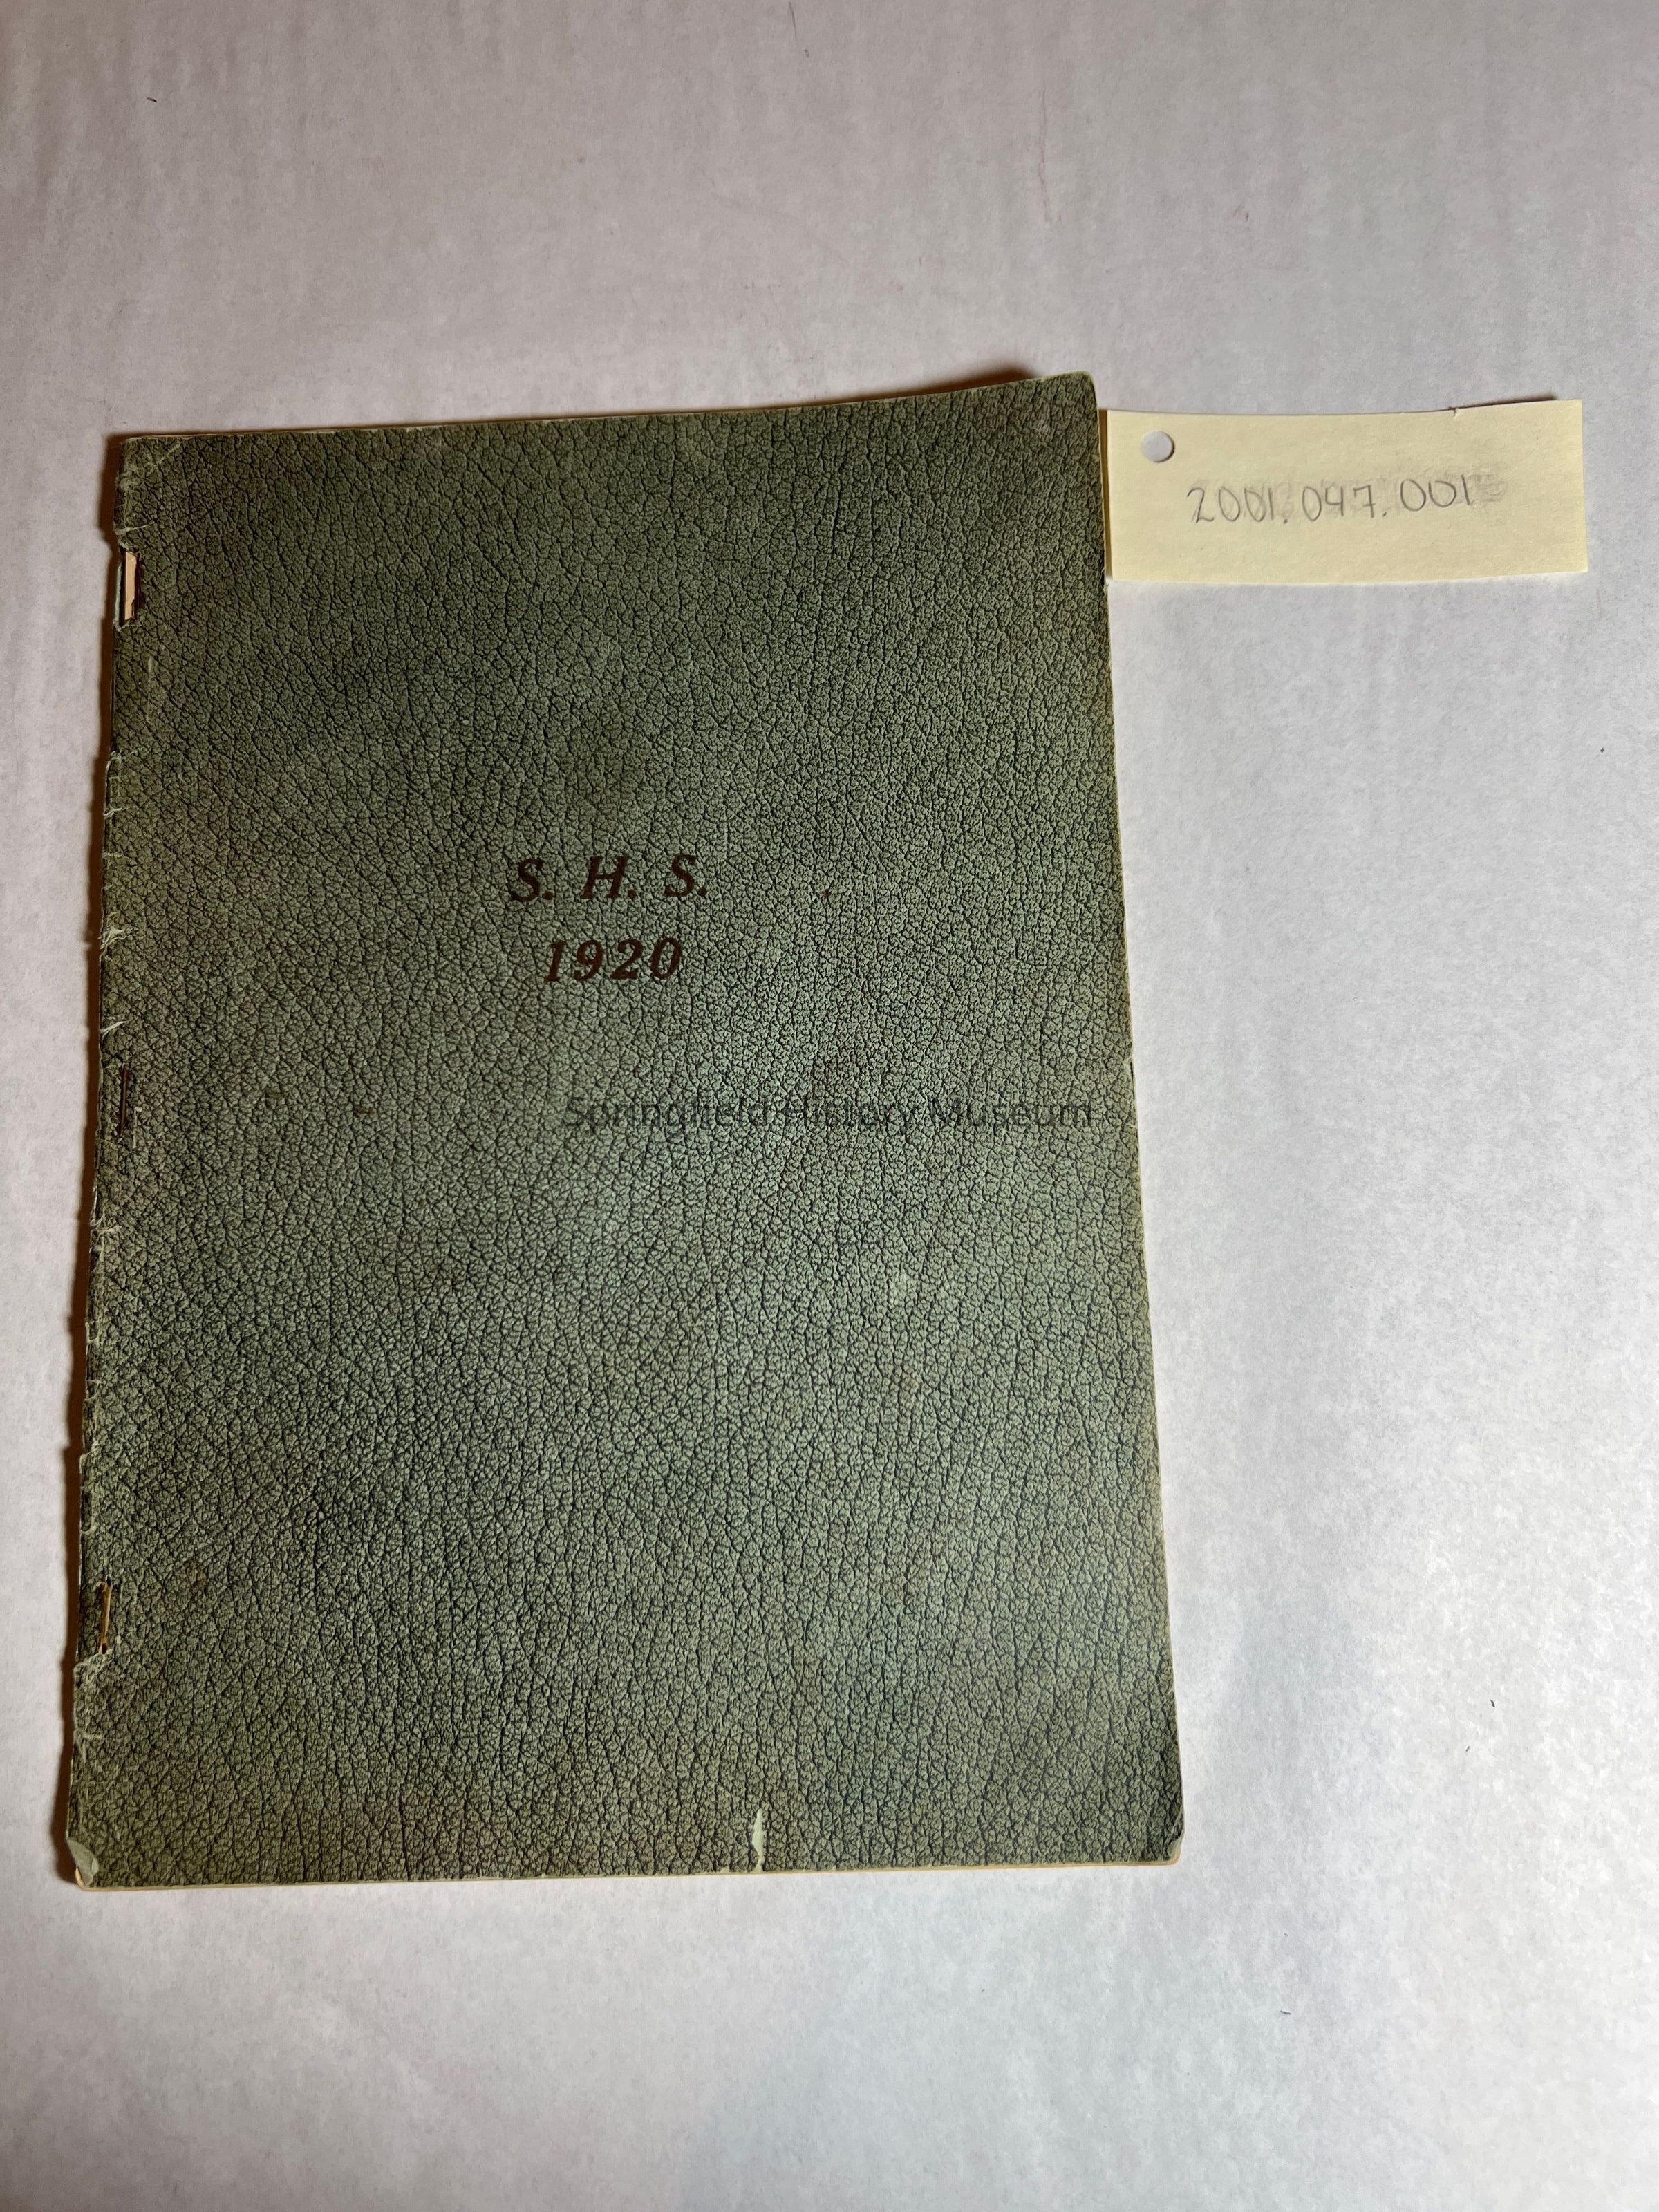 2001.047.001
S. H. S.
1920
Springfield History Museum